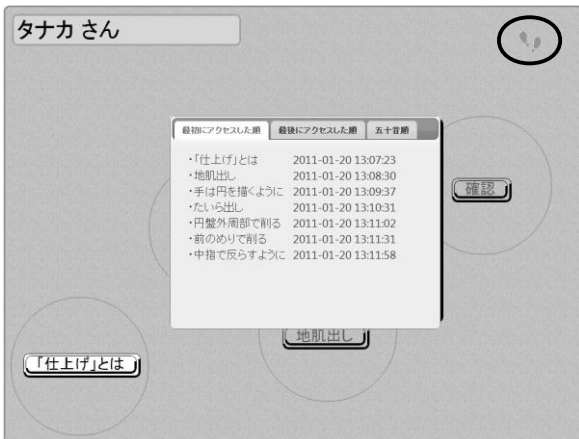 タナカ さん
最初にアクセスした順 最後にアクセスした順 五十音順
・「仕上げ」とは 2011-01-20 13:07:23
・地肌出し 2011-01-20 13:08:30
・手は円を描くように 2011-01-20 13:09:37
・たいら出し 2011-01-20 13:10:31
・円盤外周部で削る 2011-01-20 13:11:02
・前のめりで削る 2011-01-20 13:11:31
・中指で反らすように 2011-01-20 13:11:58
確認
地肌出し
「仕上げ」とは